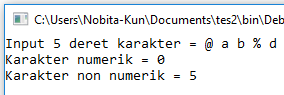 C:\Users\Nobita-Kun\Documents\tes2\bin\Deb
Input 5 deret karakter = @ a b % d
Karakter numerik = 0
Karakter non numerik = 5